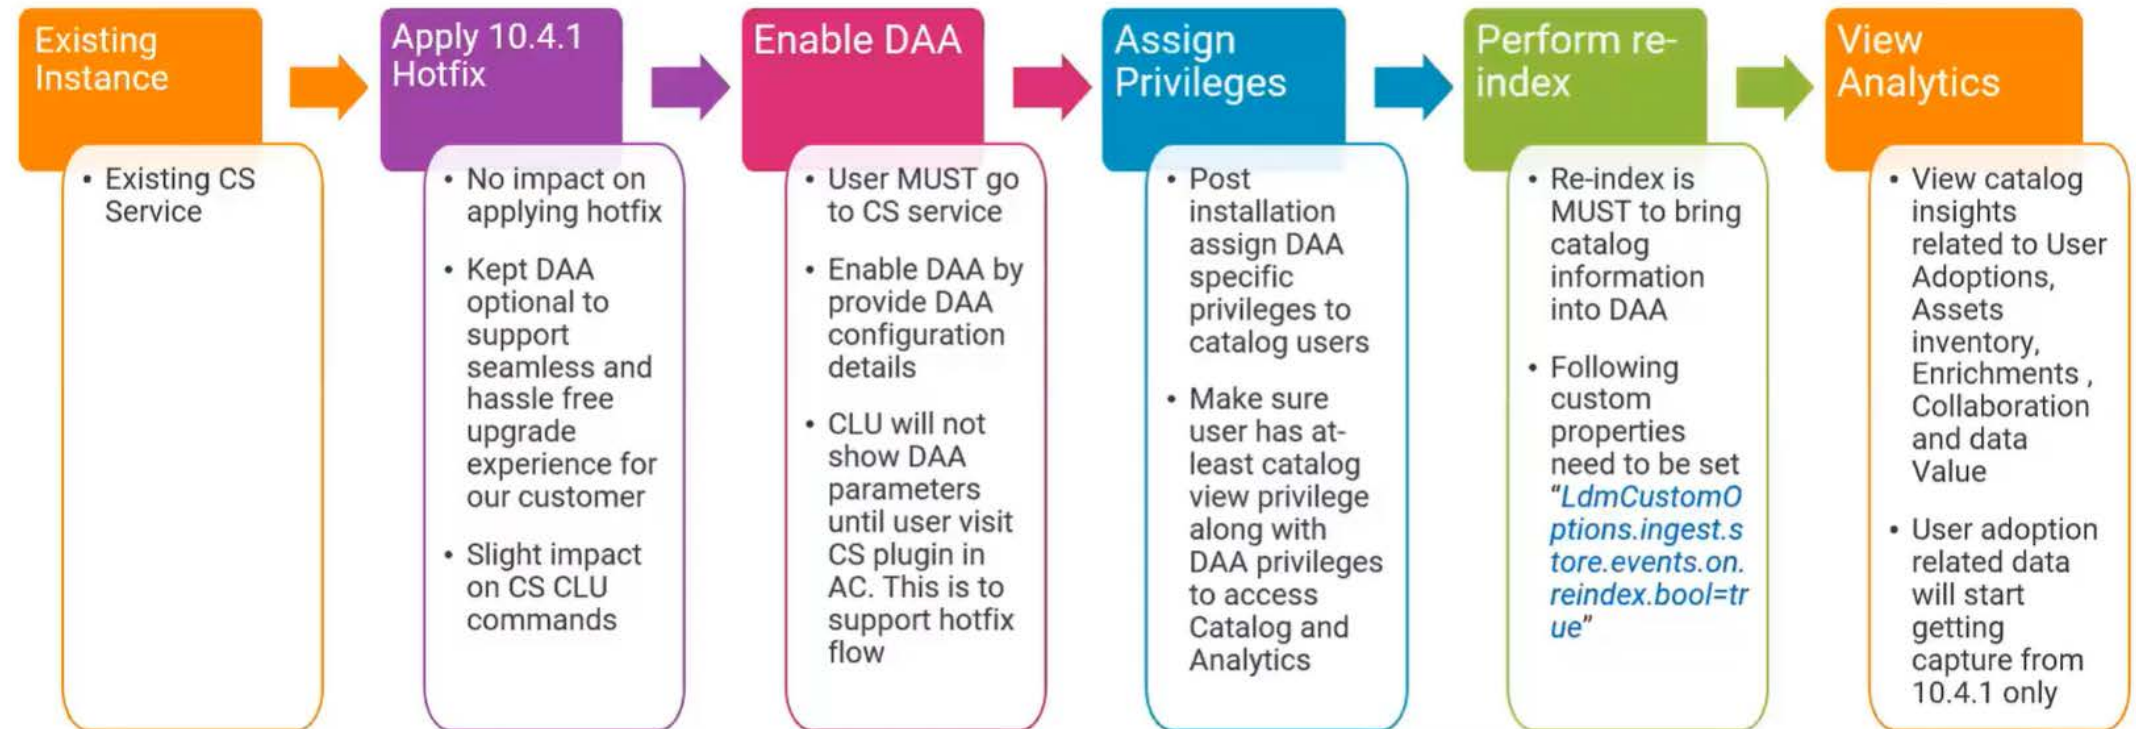 Existing
Instance
• Existing CS
Service
Apply 10.4.1
Hotfix
• No impact on
applying hotfix
• Kept DAA
optional to
support
seamless and
hassle free
upgrade
experience for
our customer
• Slight impact
on CS CLU
commands
Enable DAA
• User MUST go
to CS service
• Enable DAA by
provide DAA
configuration
details
• CLU will not
show DAA
parameters
until user visit
CS plugin in
AC. This is to
support hotfix
flow
Assign
Privileges
• Post
installation
assign DAA
specific
privileges to
catalog users
• Make sure
user has at-
least catalog
view privilege
along with
DAA privileges
to access
Catalog and
Analytics
Perform re-
index
• Re-index is
MUST to bring
catalog
information
into DAA
• Following
custom
properties
need to be set
“LdmCustomO
ptions.ingest.s
tore.events.on.
reindex.bool=tr
ue”
View
Analytics
• View catalog
insights
related to User
Adoptions,
Assets
inventory,
Enrichments ,
Collaboration
and data
Value
• User adoption
related data
will start
getting
capture from
10.4.1 only